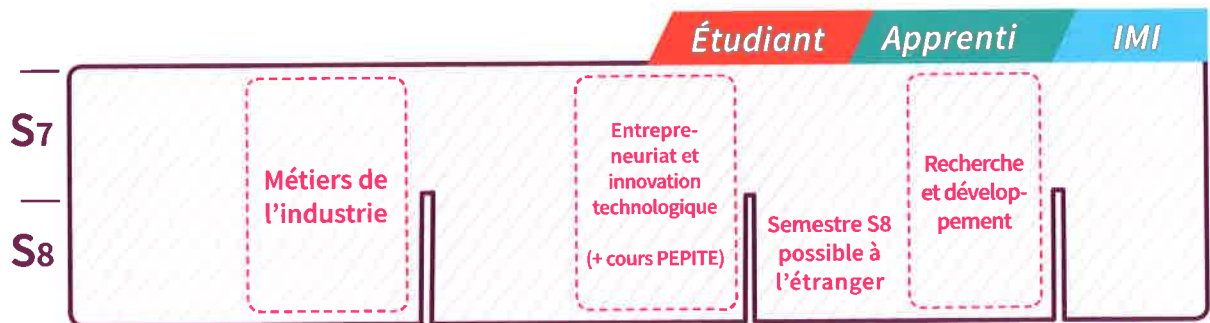 Étudiant
Apprenti
IMI
S7
S8
Métiers de
l'industrie
Entrepre-
neuriat et
innovation
technologique
(+ cours PEPITE)
Semestre S8
possible à
l'étranger
Recherche
et dévelop-
pement